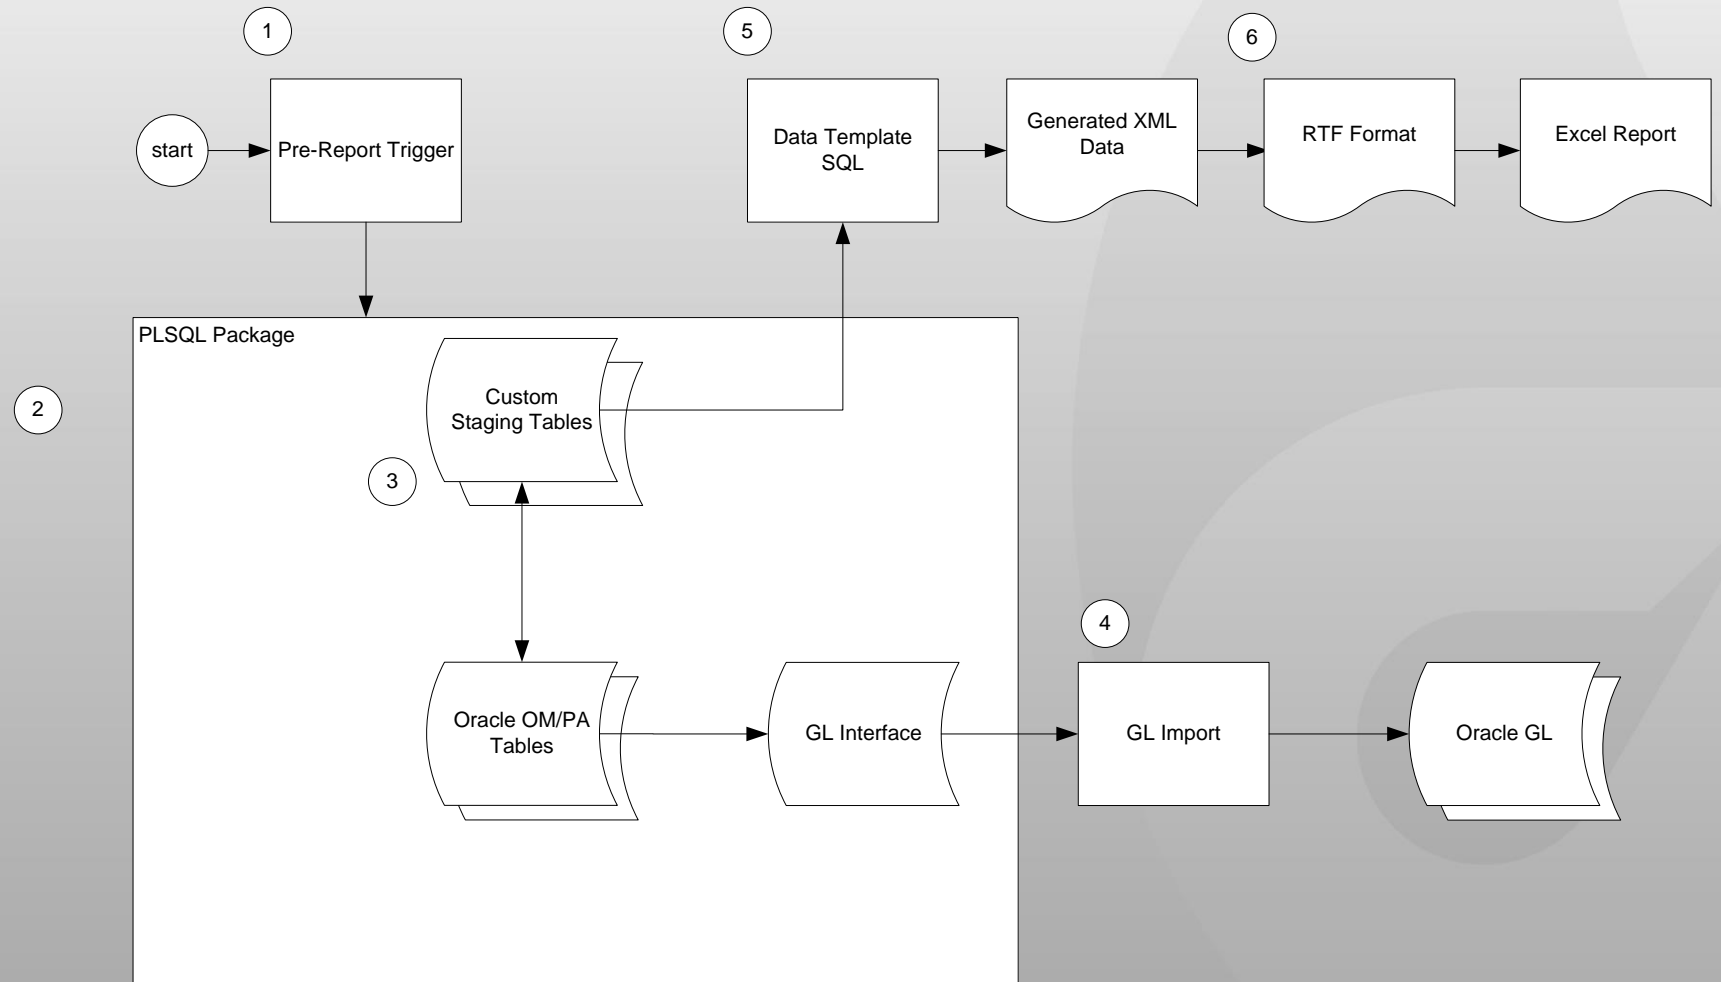 1
5
6
start
Pre-Report Trigger
Data Template
SQL
Generated XML
Data
RTF Format
Excel Report
PLSQL Package
2
Custom
Staging Tables
3
4
Oracle OM/PA
Tables
GL Interface
GL Import
Oracle GL